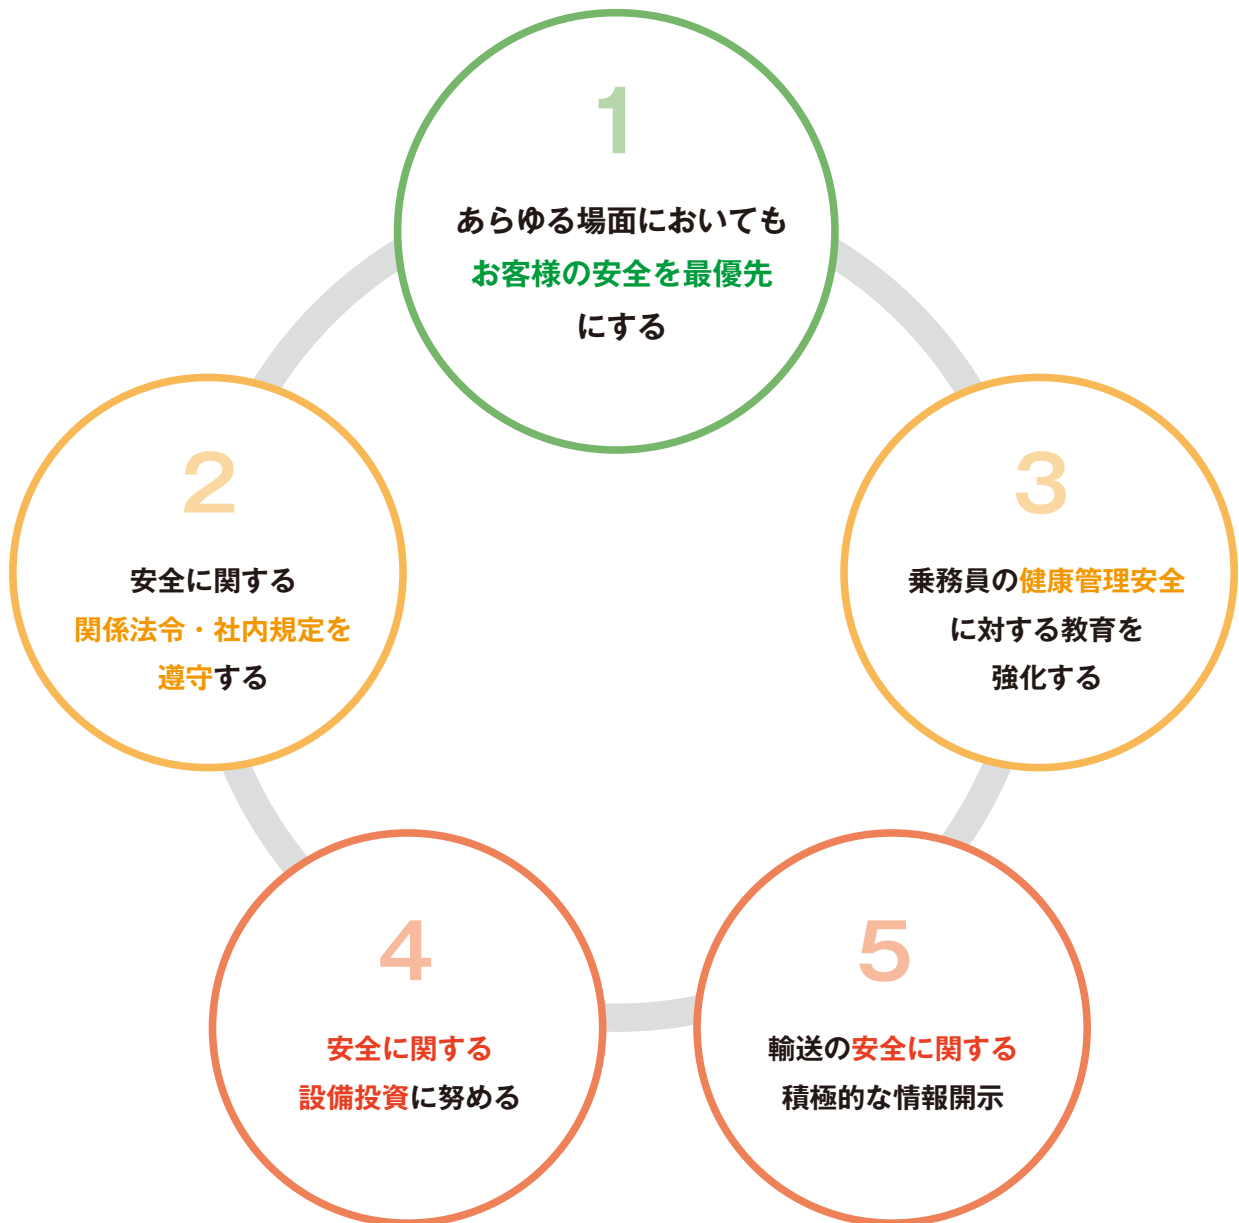 1
あらゆる場面においても
お客様の安全を最優先
にする
2
安全に関する
関係法令・社内規定を
遵守する
3
乗務員の健康管理安全
に対する教育を
強化する
4
安全に関する
設備投資に努める
5
輸送の安全に関する
積極的な情報開示